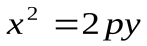 x² = 2py